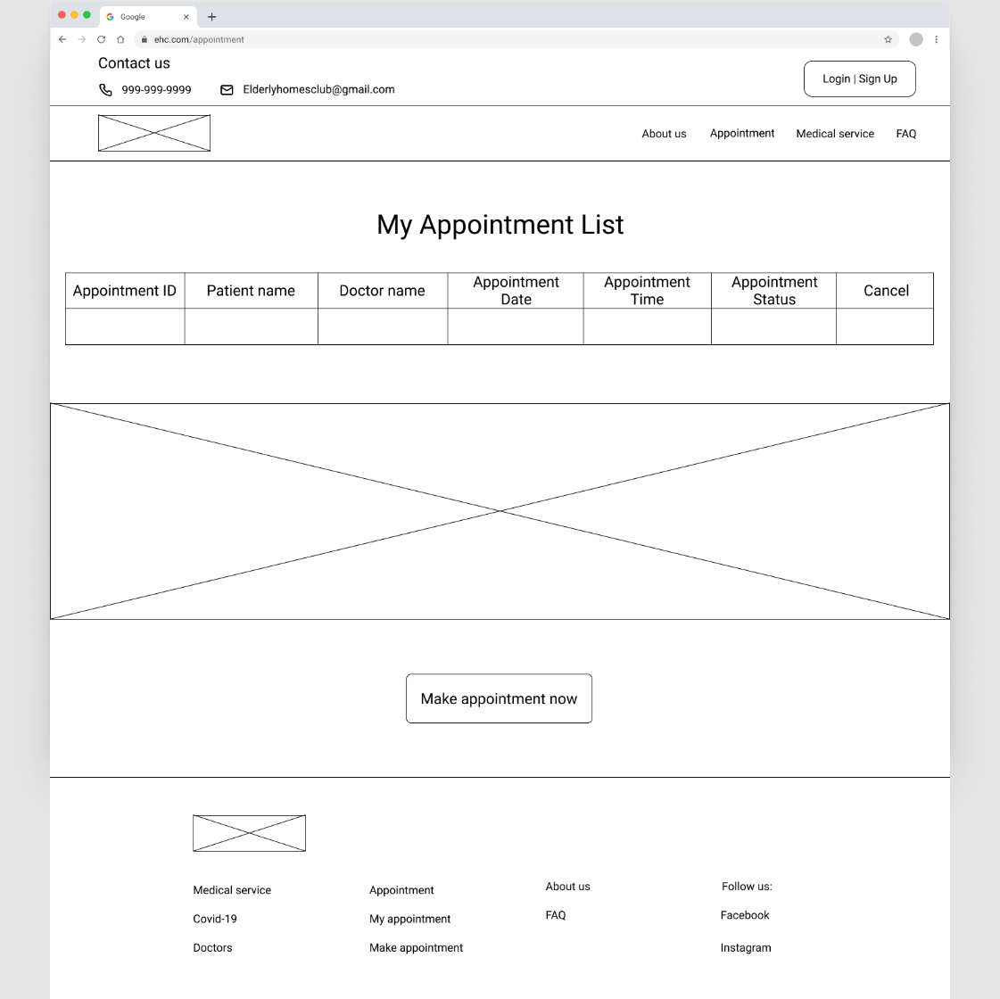 Google
ehc.com/appointment
Contact us
999-999-9999 Elderlyhomesclub@gmail.com
Login | Sign Up
About us Appointment Medical service FAQ
My Appointment List
Appointment ID Patient name Doctor name Appointment Date Appointment Time Appointment Status Cancel
Make appointment now
Medical service Appointment About us Follow us:
Covid-19 My appointment FAQ Facebook
Doctors Make appointment Instagram